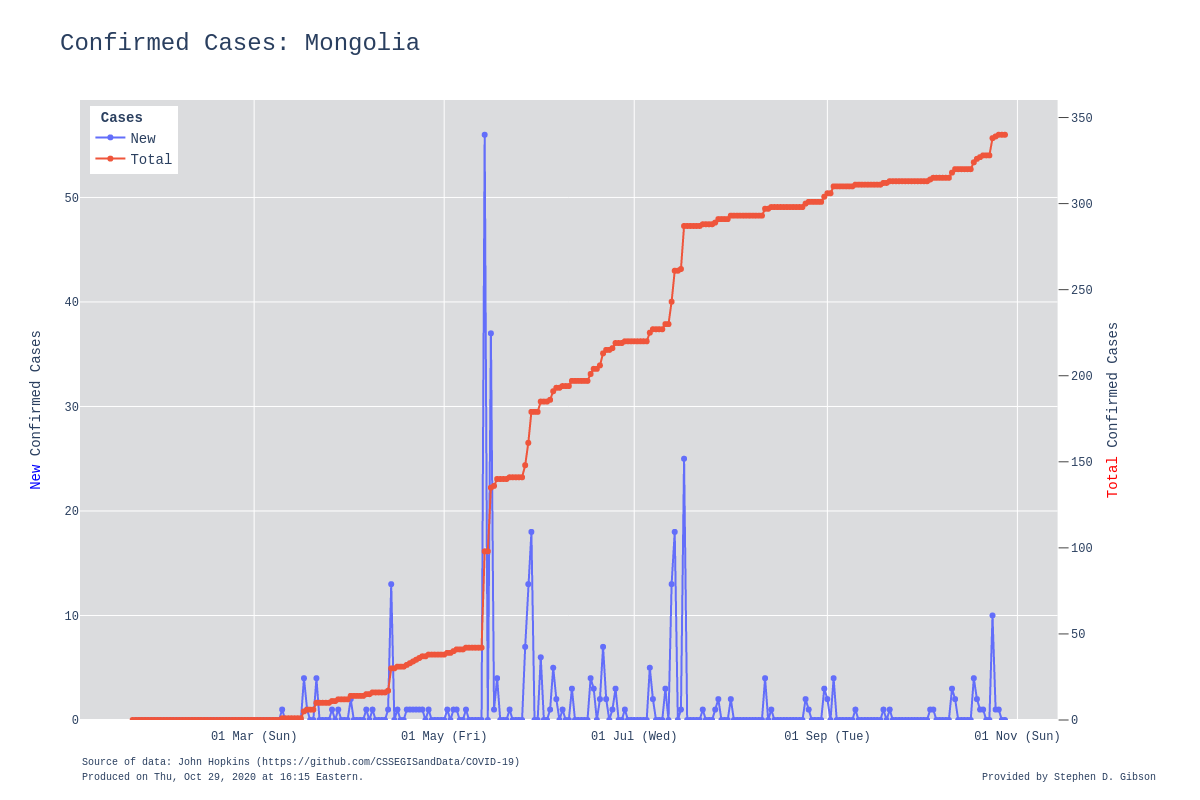 Confirmed Cases: Mongolia
Cases
New
Total
50
40
30
20
10
0
350
300
250
200
150
100
50
0
New Confirmed Cases
Total Confirmed Cases
01 Mar (Sun)
01 May (Fri)
01 Jul (Wed)
01 Sep (Tue)
01 Nov (Sun)
Source of data: John Hopkins (https://github.com/CSSEGISandData/COVID-19)
Produced on Thu, Oct 29, 2020 at 16:15 Eastern.
Provided by Stephen D. Gibson